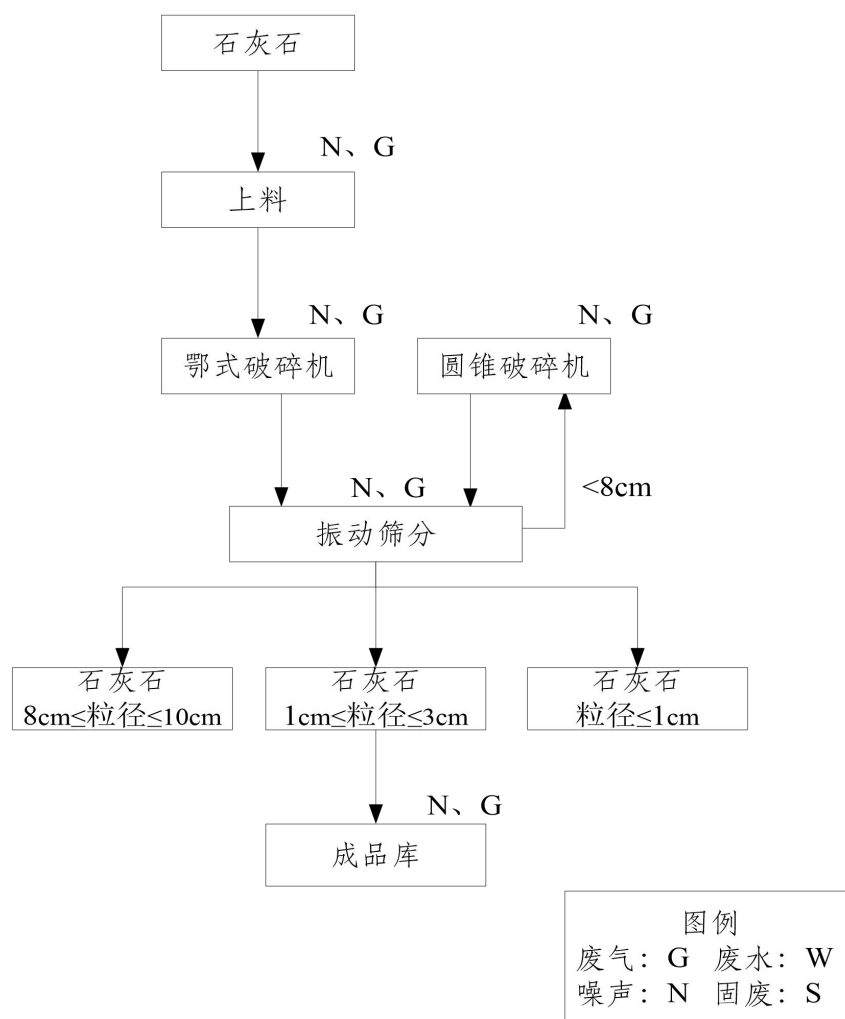 石灰石
N、G
上料
N、G
N、G
鄂式破碎机
圆锥破碎机
N、G
<8cm
振动筛分
石灰石
8cm≤粒径≤10cm
石灰石
1cm≤粒径≤3cm
石灰石
粒径≤1cm
N、G
成品库
图例
废气：G 废水：W
噪声：N 固废：S